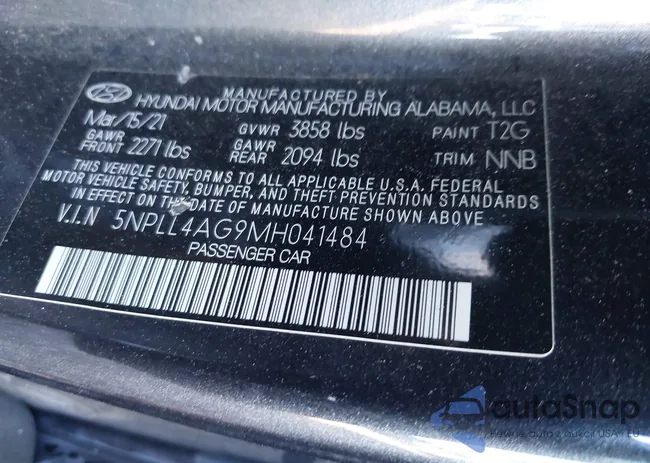 MANUFACTURED BY
HYUNDAI MOTOR MANUFACTURING ALABAMA, LLC
Mar/15/21 GVWR 3858 lbs PAINT T2G
GAWR FRONT 2271 lbs GAWR REAR 2094 lbs TRIM NNB
THIS VEHICLE CONFORMS TO ALL APPLICABLE U.S.A. FEDERAL
MOTOR VEHICLE SAFETY, BUMPER, AND THEFT PREVENTION STANDARDS
IN EFFECT ON THE DATE OF MANUFACTURE SHOWN ABOVE
V.I.N 5NPLL4AG9MH041484
PASSENGER CAR
autoSnap